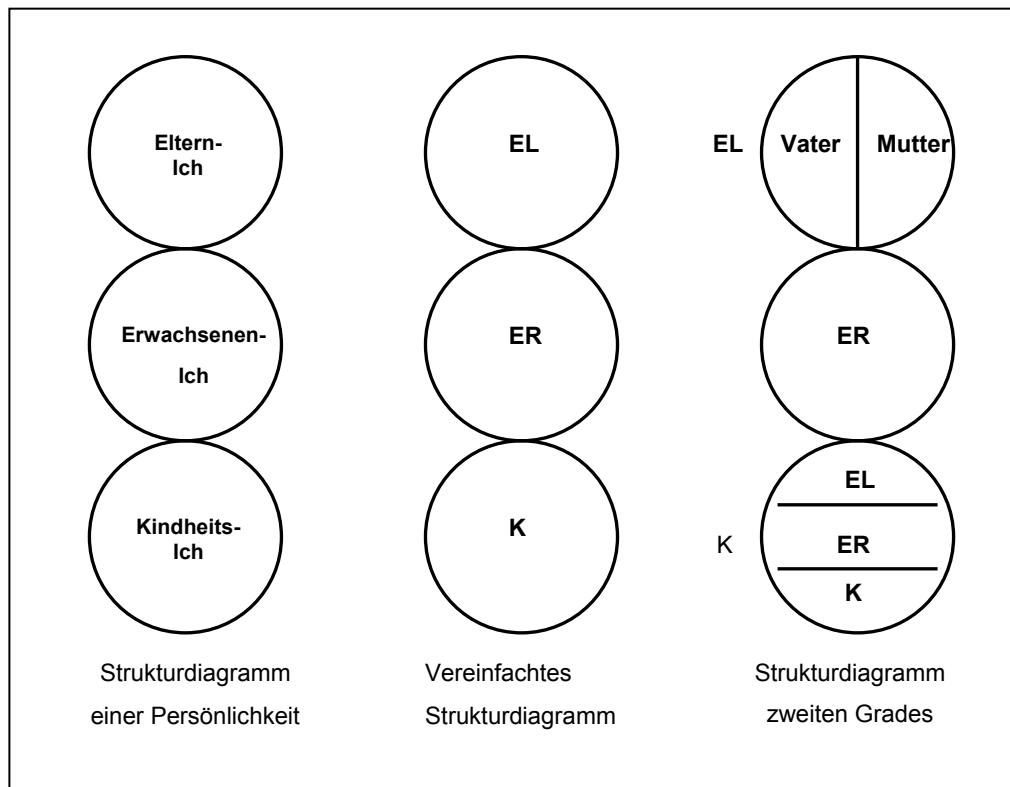 Eltern-
Ich
Erwachsenen-
Ich
Kindheits-
Ich
Strukturdiagramm
einer Persönlichkeit
EL
ER
K
Vereinfachtes
Strukturdiagramm
EL
Vater
Mutter
ER
K
EL
ER
K
Strukturdiagramm
zweiten Grades